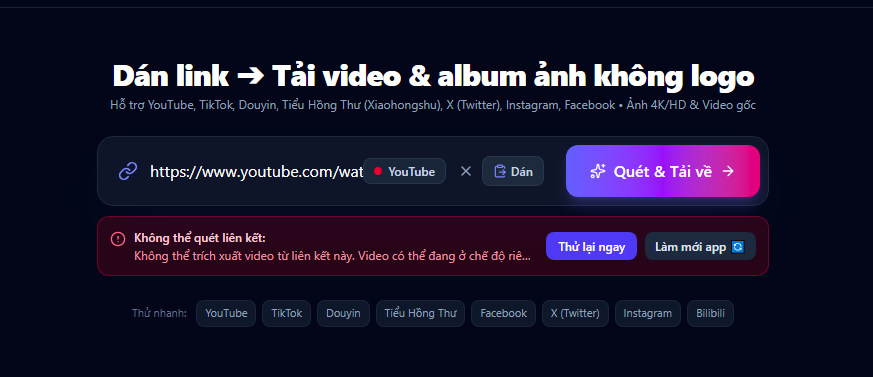 Dán link ➔ Tải video & album ảnh không logo
Hỗ trợ YouTube, TikTok, Douyin, Tiểu Hồng Thư (Xiaohongshu), X (Twitter), Instagram, Facebook • Ảnh 4K/HD & Video gốc
https://www.youtube.com/wat YouTube × Dán Quét & Tải về →
Không thể quét liên kết:
Không thể trích xuất video từ liên kết này. Video có thể đang ở chế độ riê... Thử lại ngay Làm mới app 🔄
Thử nhanh: YouTube TikTok Douyin Tiểu Hồng Thư Facebook X (Twitter) Instagram Bilibili